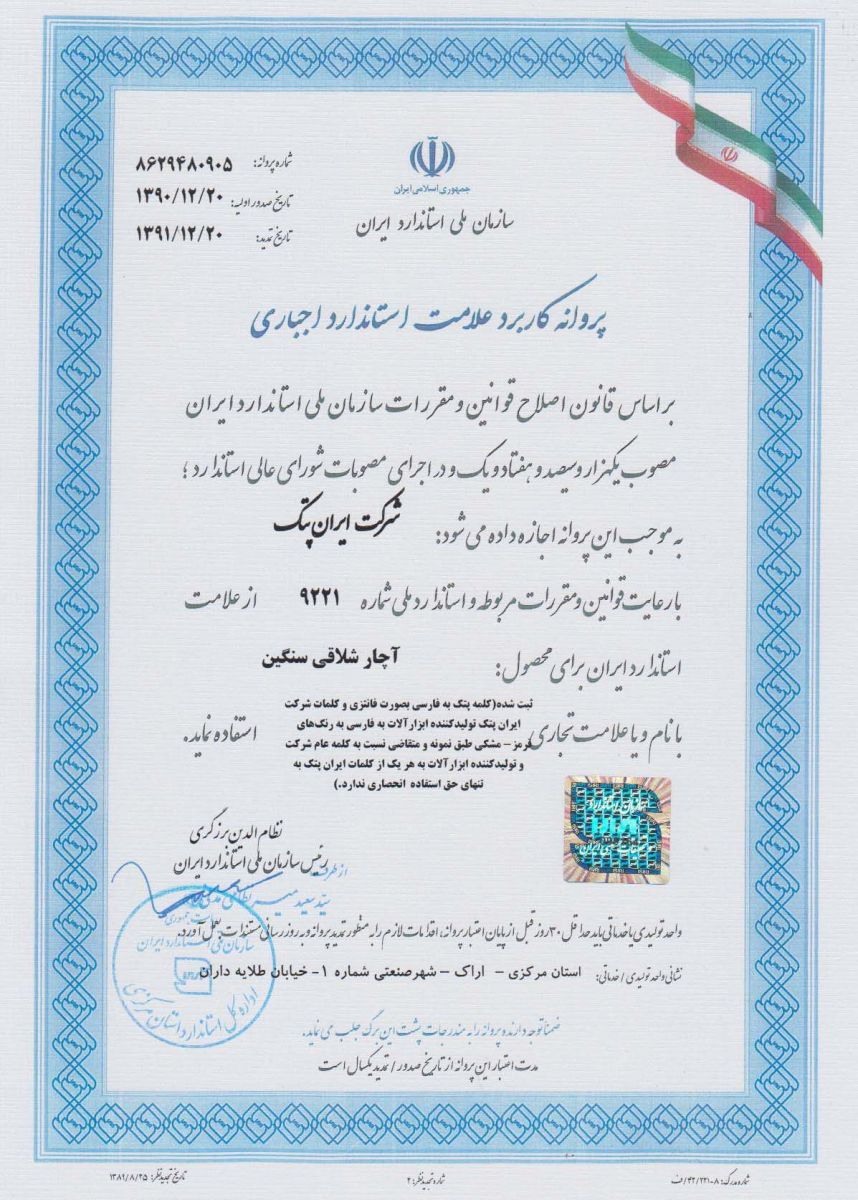 جمهوری اسلامی ایران
سازمان ملی استاندارد ایران
شماره پروانه: ۸۶۲۹۴۸۰۹۰۵
تاریخ صدور اولیه: ۱۳۹۰/۱۲/۲۰
تاریخ تمدید: ۱۳۹۱/۱۲/۲۰
پروانه کاربرد علامت استاندارد اجباری
بر اساس قانون اصلاح قوانین و مقررات سازمان ملی استاندارد ایران
مصوب یکهزار و سیصد و هفتاد و یک و در اجرای مصوبات شورای عالی استاندارد ؛
به موجب این پروانه اجازه داده می شود: شرکت ایران پتک
با رعایت قوانین و مقررات مربوطه و استاندارد ملی شماره ۹۲۲۱ از علامت
استاندارد ایران برای محصول: آچار شلاقی سنگین
با نام و یا علامت تجاری
ثبت شده(کلمه پتک به فارسی بصورت فانتزی و کلمات شرکت
ایران پتک تولیدکننده ابزارآلات به فارسی به رنگ‌های
قرمز – مشکی طبق نمونه و متقاضی نسبت به کلمه عام شرکت
و تولیدکننده ابزارآلات به هر یک از کلمات ایران پتک به
تنهای حق استفاده انحصاری ندارد.)
استفاده نماید.
نظام الدین برزگری
رئیس سازمان ملی استاندارد ایران
از طرف
سید سعید میر
سازمان ملی استاندارد ایران
اداره کل استاندارد استان مرکزی
واحد تولیدی یا خدماتی باید حداقل ۳۰ روز قبل از پایان اعتبار پروانه، اقدامات لازم را به منظور تمدید پروانه و به روز رسانی مستندات بعمل آورد.
نشانی واحد تولیدی / خدماتی: استان مرکزی – اراک – شهرصنعتی شماره ۱- خیابان طلایه داران
ضمنا توجه دارنده پروانه را به مندرجات پشت این برگ جلب می نماید.
مدت اعتبار این پروانه از تاریخ صدور / تمدید یکسال است
شماره مدرک: ف/۴۲/۲۲۱-۸
شماره تجدید نظر: ۲
تاریخ تجدید نظر: ۱۳۸۹/۸/۲۵